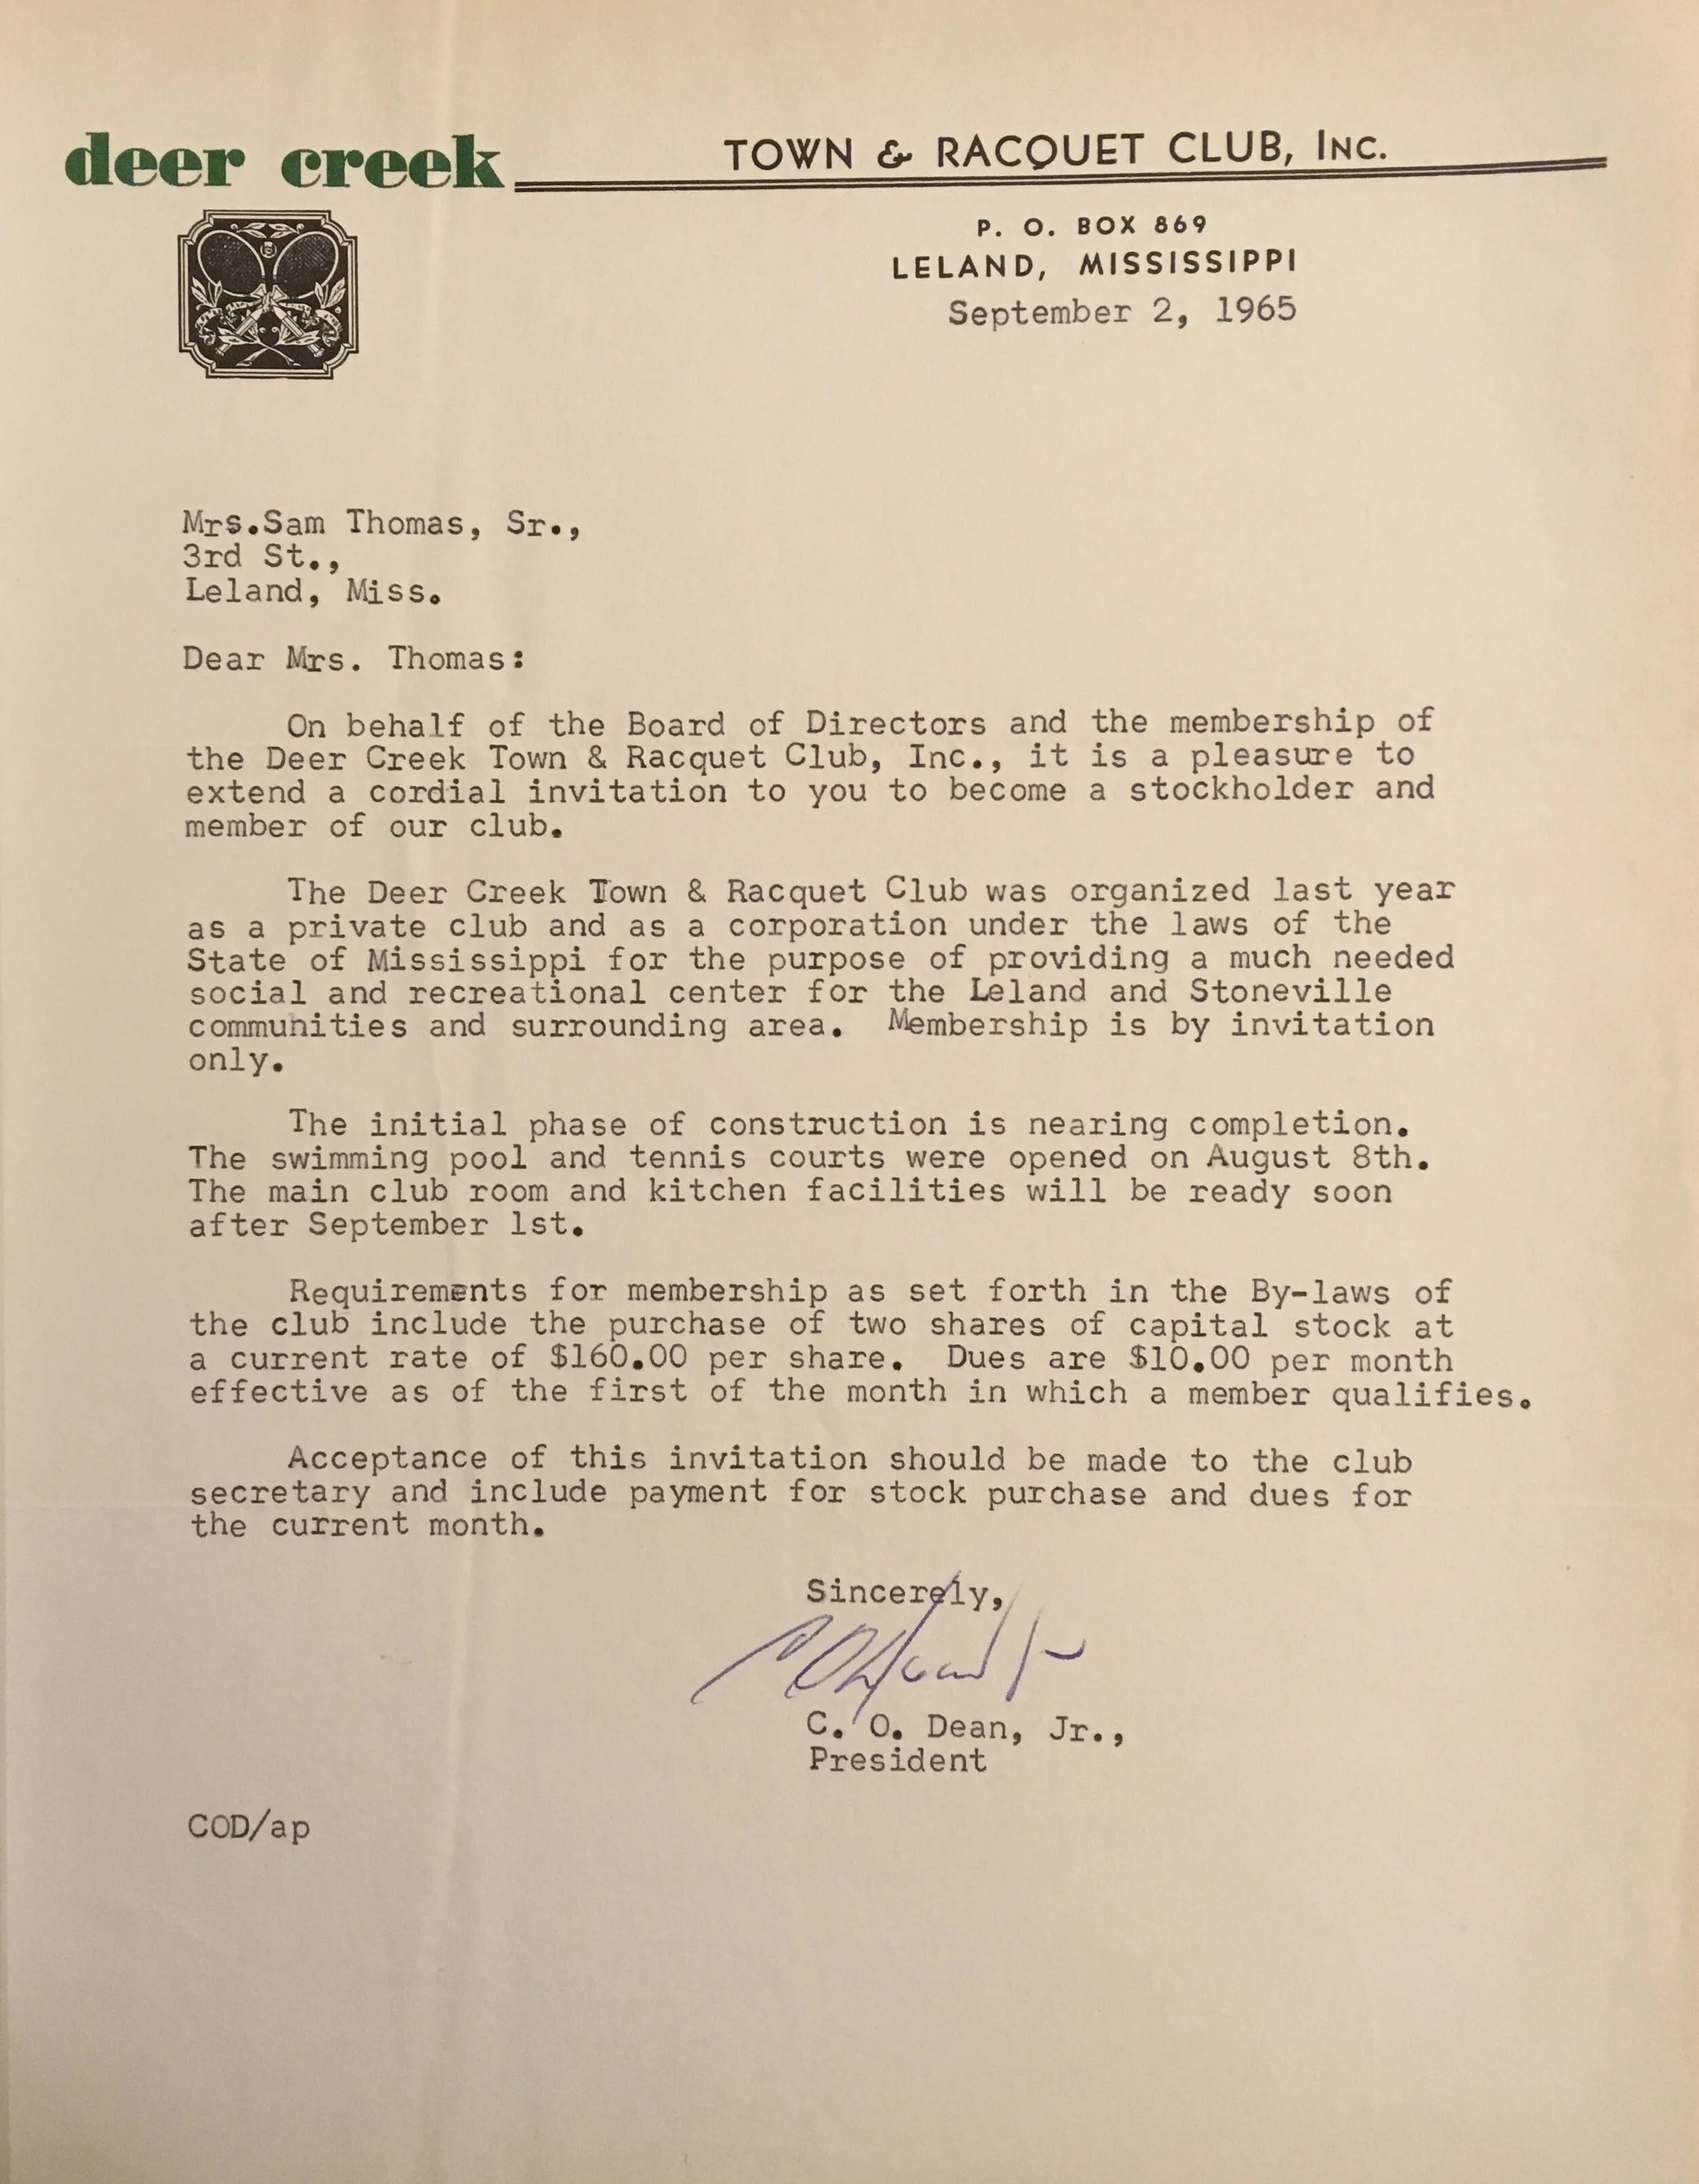 deer creek TOWN & RACQUET CLUB, INC.
P. O. BOX 869
LELAND, MISSISSIPPI
September 2, 1965
Mrs.Sam Thomas, Sr.,
3rd St.,
Leland, Miss.
Dear Mrs. Thomas:
On behalf of the Board of Directors and the membership of
the Deer Creek Town & Racquet Club, Inc., it is a pleasure to
extend a cordial invitation to you to become a stockholder and
member of our club.
The Deer Creek Town & Racquet Club was organized last year
as a private club and as a corporation under the laws of the
State of Mississippi for the purpose of providing a much needed
social and recreational center for the Leland and Stoneville
communities and surrounding area. Membership is by invitation
only.
The initial phase of construction is nearing completion.
The swimming pool and tennis courts were opened on August 8th.
The main club room and kitchen facilities will be ready soon
after September 1st.
Requirements for membership as set forth in the By-laws of
the club include the purchase of two shares of capital stock at
a current rate of $160.00 per share. Dues are $10.00 per month
effective as of the first of the month in which a member qualifies.
Acceptance of this invitation should be made to the club
secretary and include payment for stock purchase and dues for
the current month.
Sincerely,
C O Dean Jr
C. O. Dean, Jr.,
President
COD/ap